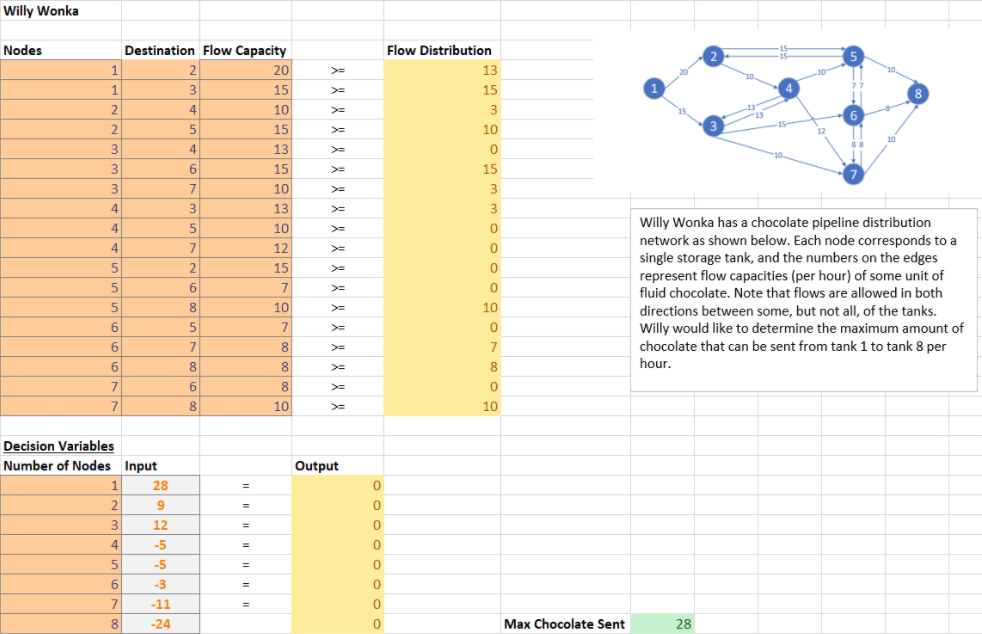 Willy Wonka
Nodes Destination Flow Capacity Flow Distribution
1 2 20 >= 13
1 3 15 >= 15
2 4 10 >= 3
2 5 15 >= 10
3 4 13 >= 0
3 6 15 >= 15
3 7 10 >= 3
4 3 13 >= 3
4 5 10 >= 0
4 7 12 >= 0
5 2 15 >= 0
5 6 7 >= 0
5 8 10 >= 10
6 5 7 >= 0
6 7 8 >= 7
6 8 8 >= 8
7 6 8 >= 0
7 8 10 >= 10
15
2 5
15
20 10 10 10
1 4 7 7 8
15 13 8
13 6
3 15 12
8 8 10
10
7
Willy Wonka has a chocolate pipeline distribution
network as shown below. Each node corresponds to a
single storage tank, and the numbers on the edges
represent flow capacities (per hour) of some unit of
fluid chocolate. Note that flows are allowed in both
directions between some, but not all, of the tanks.
Willy would like to determine the maximum amount of
chocolate that can be sent from tank 1 to tank 8 per
hour.
Decision Variables
Number of Nodes Input Output
1 28 = 0
2 9 = 0
3 12 = 0
4 -5 = 0
5 -5 = 0
6 -3 = 0
7 -11 = 0
8 -24 0
Max Chocolate Sent 28